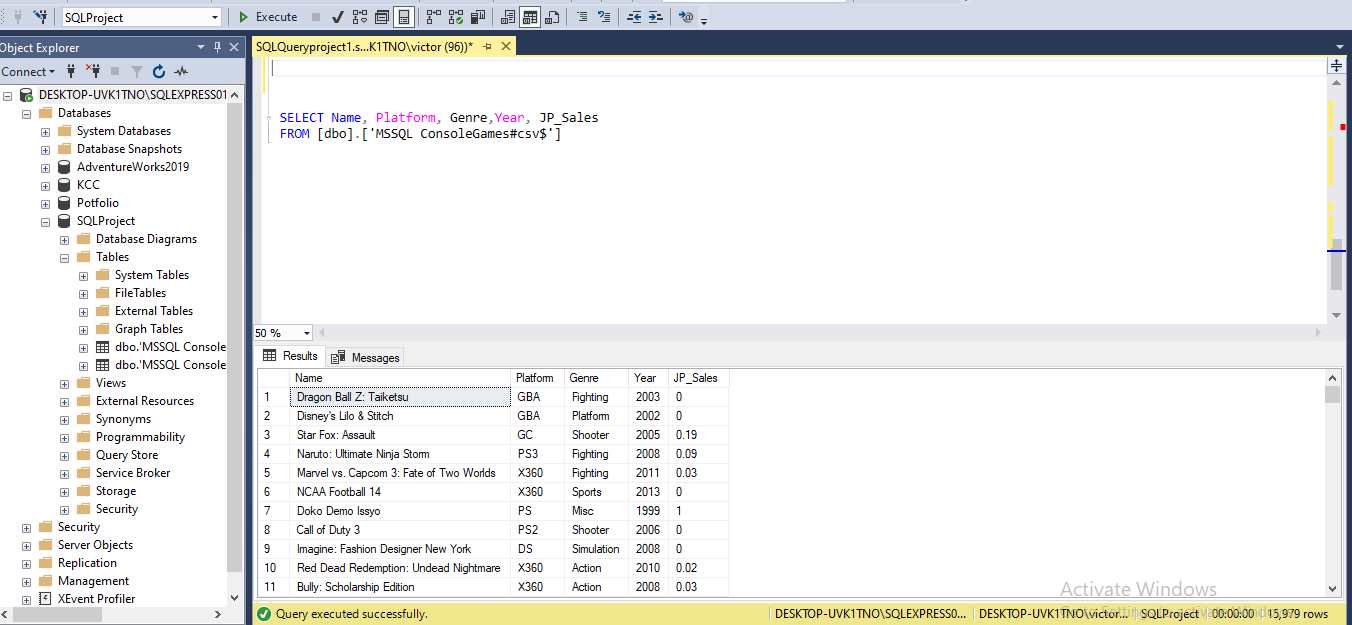 SQLProject
Execute
Object Explorer
SQLQueryproject1.s...K1TNO\victor (96))*
Connect
DESKTOP-UVK1TNO\SQLEXPRESS01
Databases
System Databases
Database Snapshots
AdventureWorks2019
KCC
Potfolio
SQLProject
Database Diagrams
Tables
System Tables
FileTables
External Tables
Graph Tables
dbo.'MSSQL Console
dbo.'MSSQL Console
Views
External Resources
Synonyms
Programmability
Query Store
Service Broker
Storage
Security
Security
Server Objects
Replication
Management
XEvent Profiler
SELECT Name, Platform, Genre,Year, JP_Sales
FROM [dbo].['MSSQL ConsoleGames#csv$']
50 %
Results Messages
Name Platform Genre Year JP_Sales
1 Dragon Ball Z: Taiketsu GBA Fighting 2003 0
2 Disney's Lilo & Stitch GBA Platform 2002 0
3 Star Fox: Assault GC Shooter 2005 0.19
4 Naruto: Ultimate Ninja Storm PS3 Fighting 2008 0.09
5 Marvel vs. Capcom 3: Fate of Two Worlds X360 Fighting 2011 0.03
6 NCAA Football 14 X360 Sports 2013 0
7 Doko Demo Issyo PS Misc 1999 1
8 Call of Duty 3 PS2 Shooter 2006 0
9 Imagine: Fashion Designer New York DS Simulation 2008 0
10 Red Dead Redemption: Undead Nightmare X360 Action 2010 0.02
11 Bully: Scholarship Edition X360 Action 2008 0.03
Activate Windows
Query executed successfully. DESKTOP-UVK1TNO\SQLEXPRESS0... DESKTOP-UVK1TNO\victor... SQLProject 00:00:00 15,979 rows